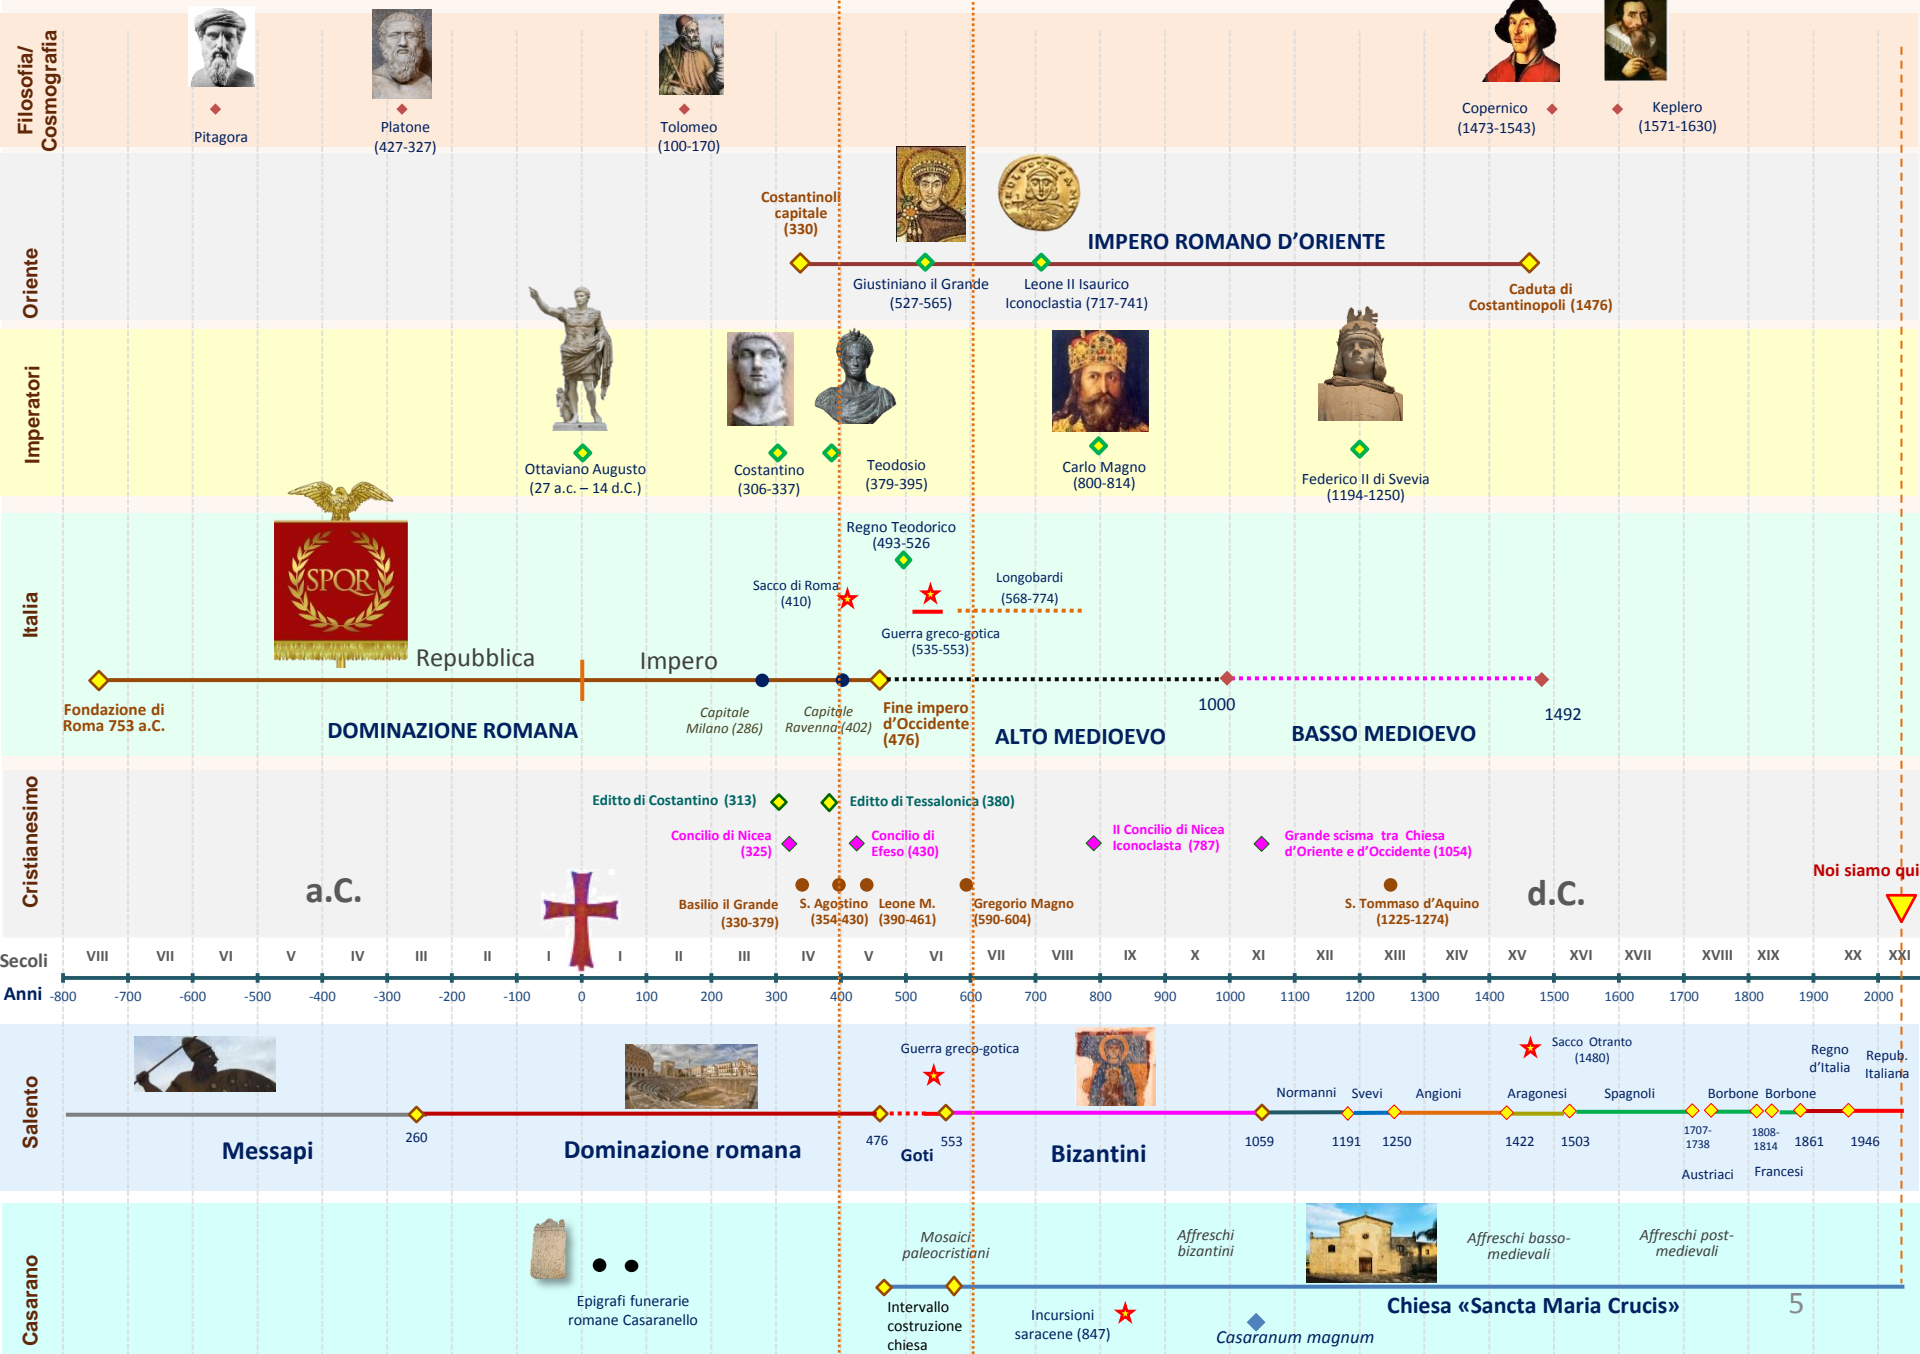 Filosofia/
Cosmografia
Pitagora
Platone
(427-327)
Tolomeo
(100-170)
Copernico
(1473-1543)
Keplero
(1571-1630)
Oriente
Costantinoli
capitale
(330)
IMPERO ROMANO D'ORIENTE
Giustiniano il Grande
(527-565)
Leone II Isaurico
Iconoclastia (717-741)
Caduta di
Costantinopoli (1476)
Imperatori
Ottaviano Augusto
(27 a.c. – 14 d.C.)
Costantino
(306-337)
Teodosio
(379-395)
Carlo Magno
(800-814)
Federico II di Svevia
(1194-1250)
Italia
SPQR
Regno Teodorico
(493-526
Sacco di Roma
(410)
Longobardi
(568-774)
Guerra greco-gotica
(535-553)
Repubblica
Impero
Fondazione di
Roma 753 a.C.
DOMINAZIONE ROMANA
Capitale
Milano (286)
Capitale
Ravenna (402)
Fine impero
d'Occidente
(476)
ALTO MEDIOEVO
1000
BASSO MEDIOEVO
1492
Cristianesimo
Editto di Costantino (313)
Editto di Tessalonica (380)
Concilio di Nicea
(325)
Concilio di
Efeso (430)
II Concilio di Nicea
Iconoclasta (787)
Grande scisma tra Chiesa
d'Oriente e d'Occidente (1054)
a.C.
Basilio il Grande
(330-379)
S. Agostino
(354-430)
Leone M.
(390-461)
Gregorio Magno
(590-604)
S. Tommaso d'Aquino
(1225-1274)
d.C.
Noi siamo qui
Secoli VIII VII VI V IV III II I I II III IV V VI VII VIII IX X XI XII XIII XIV XV XVI XVII XVIII XIX XX XXI
Anni -800 -700 -600 -500 -400 -300 -200 -100 0 100 200 300 400 500 600 700 800 900 1000 1100 1200 1300 1400 1500 1600 1700 1800 1900 2000
Salento
Guerra greco-gotica
Sacco Otranto
(1480)
Normanni
Svevi
Angioni
Aragonesi
Spagnoli
Borbone
Borbone
Regno
d'Italia
Repub.
Italiana
260
476
553
1059
1191
1250
1422
1503
1707-
1738
1808-
1814
1861
1946
Messapi
Dominazione romana
Goti
Bizantini
Austriaci
Francesi
Casarano
Epigrafi funerarie
romane Casaranello
Mosaici
paleocristiani
Affreschi
bizantini
Affreschi basso-
medievali
Affreschi post-
medievali
Intervallo
costruzione
chiesa
Incursioni
saracene (847)
Casaranum magnum
Chiesa «Sancta Maria Crucis»
5